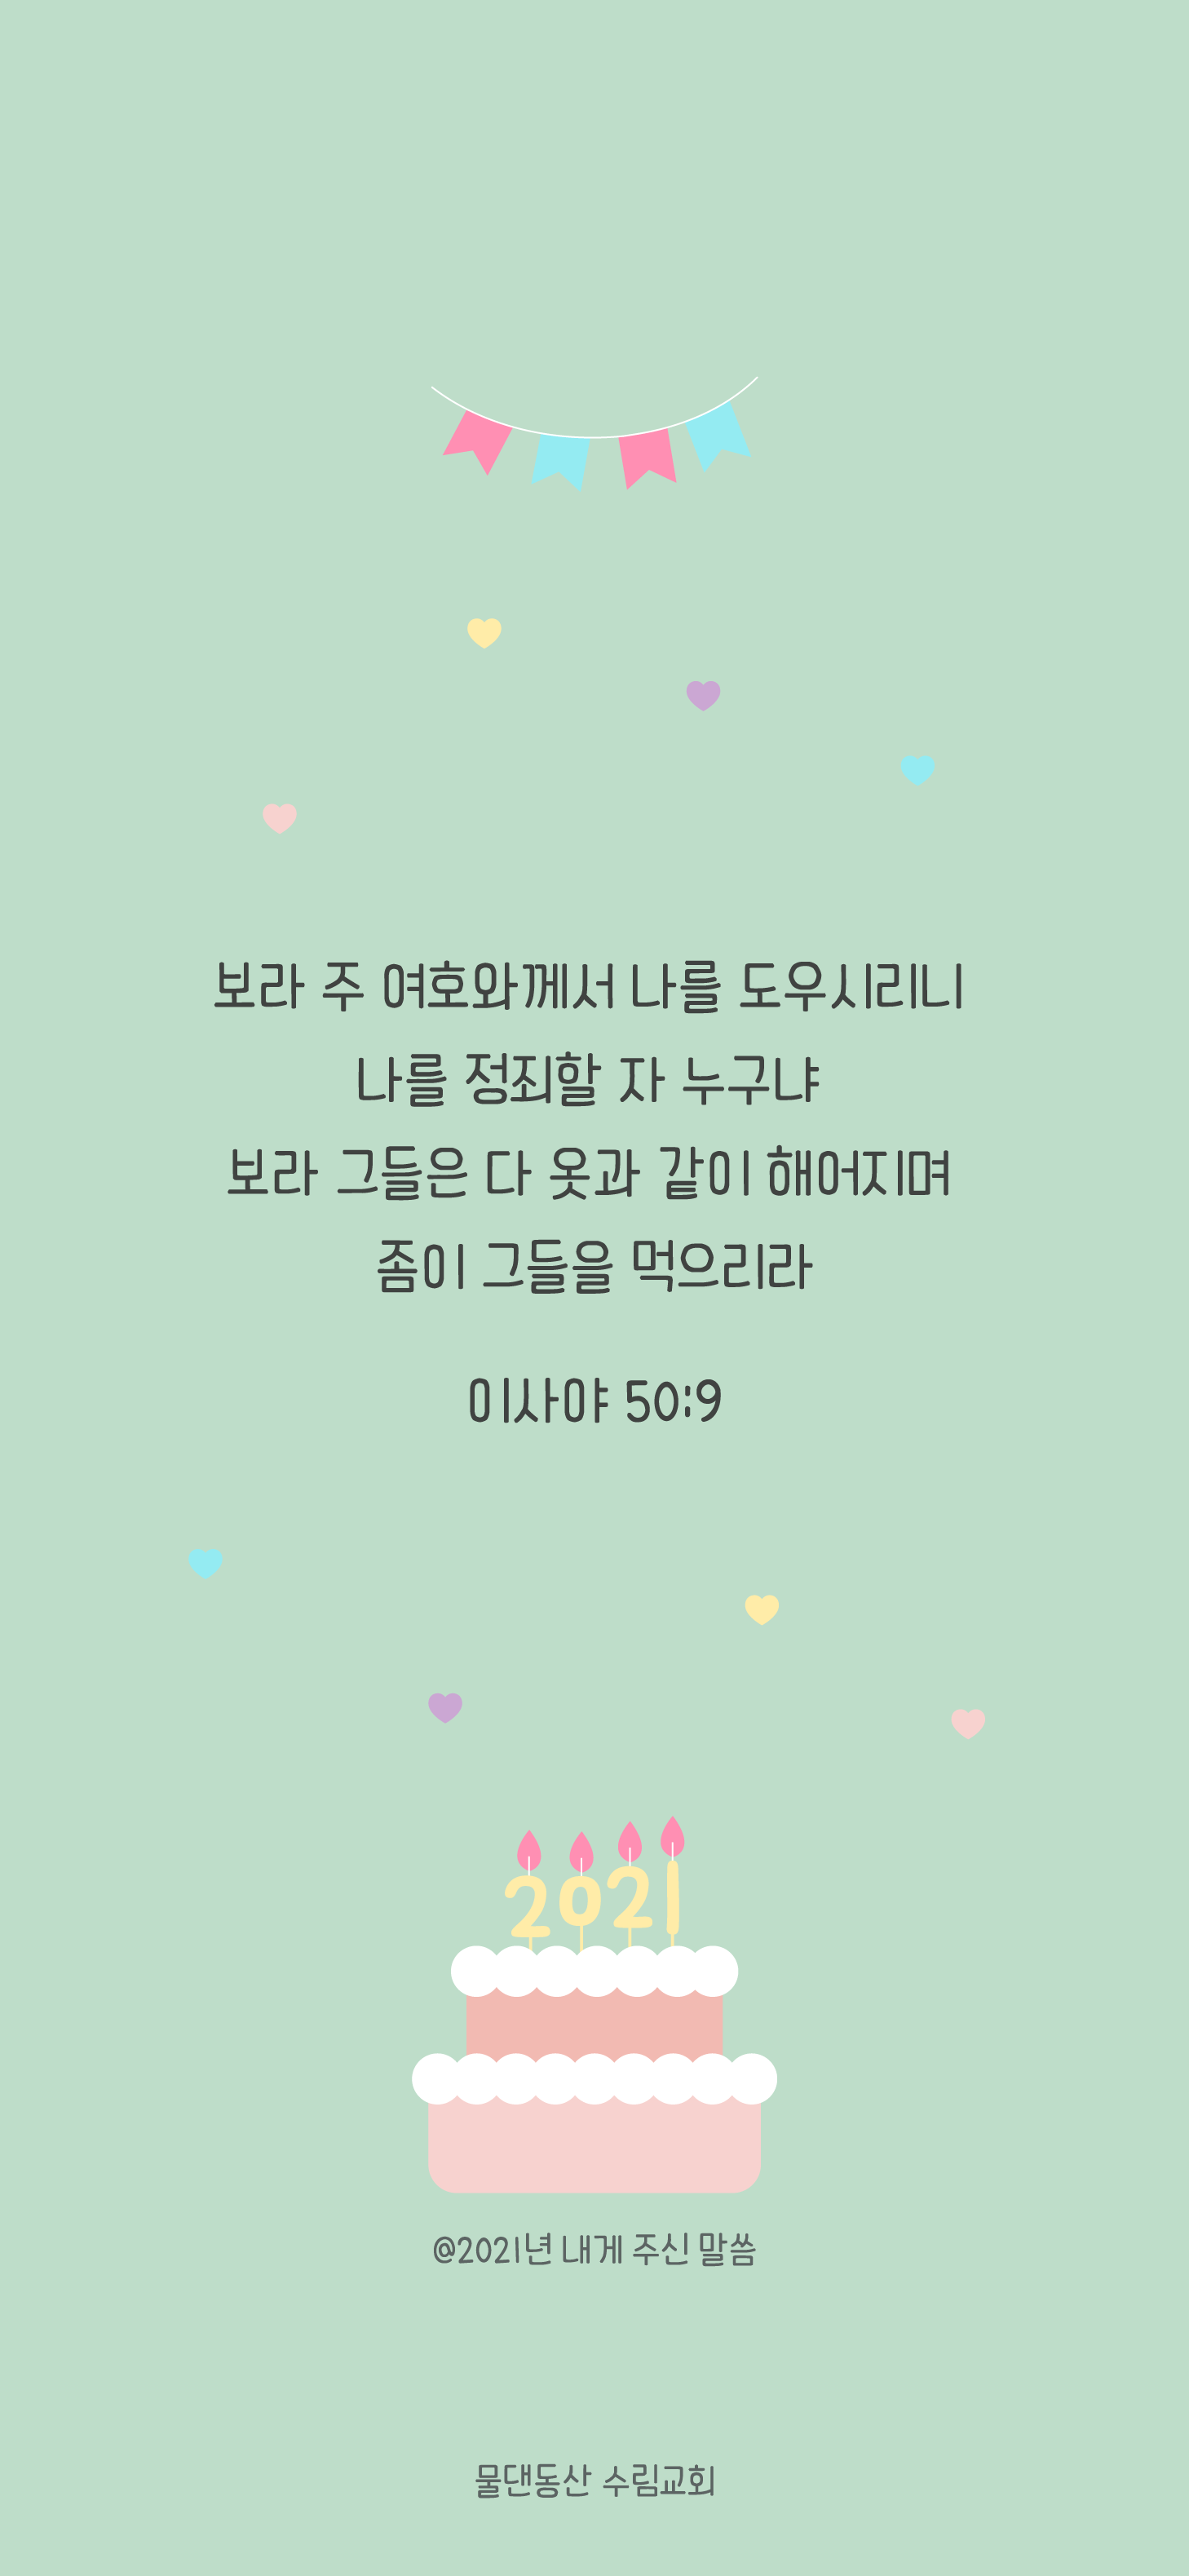 보라 주 여호와께서 나를 도우시리니
나를 정죄할 자 누구냐
보라 그들은 다 옷과 같이 해어지며
좀이 그들을 먹으리라
이사야 50:9
2021
@2021년 내게 주신 말씀
물댄동산 수림교회